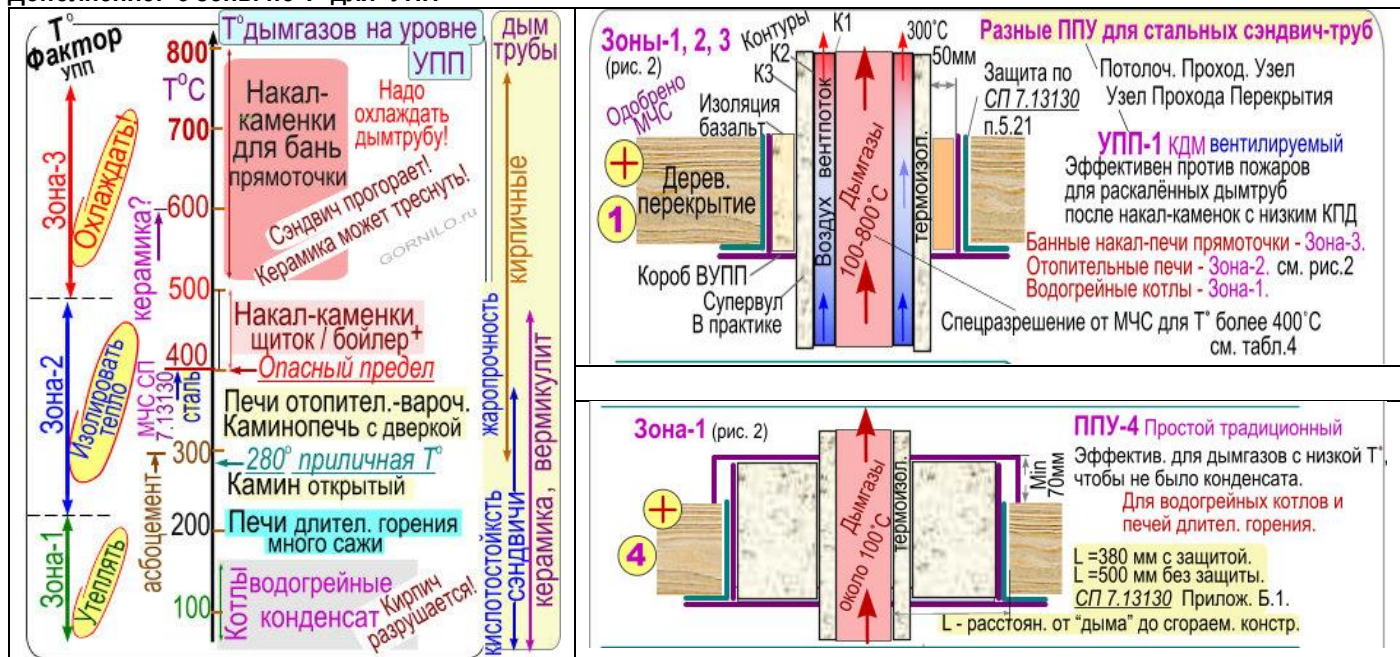 Т° Фактор УПП
Т° дымгазов на уровне УПП
дым трубы
800
Т°С
700
600
500
400
300
200
100
Зона-3
Охлаждать!
Зона-2
Изолировать тепло
Зона-1
Утеплять
керамика?
МЧС СП 7.13130
сталь
асбоцемент
Накал-
каменки
для бань
прямоточки
Надо
охлаждать
дымтрубу!
Сэндвич прогорает!
Керамика может треснуть!
GORNILO.ru
Накал-каменки
щиток / бойлер+
Опасный предел
Печи отопител.-вароч.
Каминопечь с дверкой
280° приличная Т°
Камин открытый
Печи длител. горения
много сажи
Котлы водогрейные
конденсат
Кирпич
разрушается!
кирпичные
жаропрочность
кислотостойксть
сэндвичи
керамика, вермикулит
Зоны-1, 2, 3
(рис. 2)
Контуры
К1
К2
К3
300°С
50мм
Разные ППУ для стальных сэндвич-труб
Защита по
СП 7.13130
п.5.21
Потолоч. Проход. Узел
Узел Прохода Перекрытия
Одобрено
МЧС
Изоляция
базальт
+
1
Дерев.
перекрытие
Воздух вентпоток
Дымгазы
100-800°С
термоизол.
УПП-1 КДМ вентилируемый
Эффективен против пожаров
для раскалённых дымтруб
после накал-каменок с низким КПД
Банные накал-печи прямоточки - Зона-3.
Отопительные печи - Зона-2. см. рис.2
Водогрейные котлы - Зона-1.
Короб ВУПП
Супервул
В практике
Спецразрешение от МЧС для Т° более 400°С
см. табл.4
Зона-1 (рис. 2)
+
4
Дымгазы
около 100°С
термоизол.
Min
70мм
ППУ-4 Простой традиционный
Эффектив. для дымгазов с низкой Т°,
чтобы не было конденсата.
Для водогрейных котлов и
печей длител. горения.
L =380 мм с защитой.
L =500 мм без защиты.
СП 7.13130 Прилож. Б.1.
L - расстоян. от "дыма" до сгораем. констр.